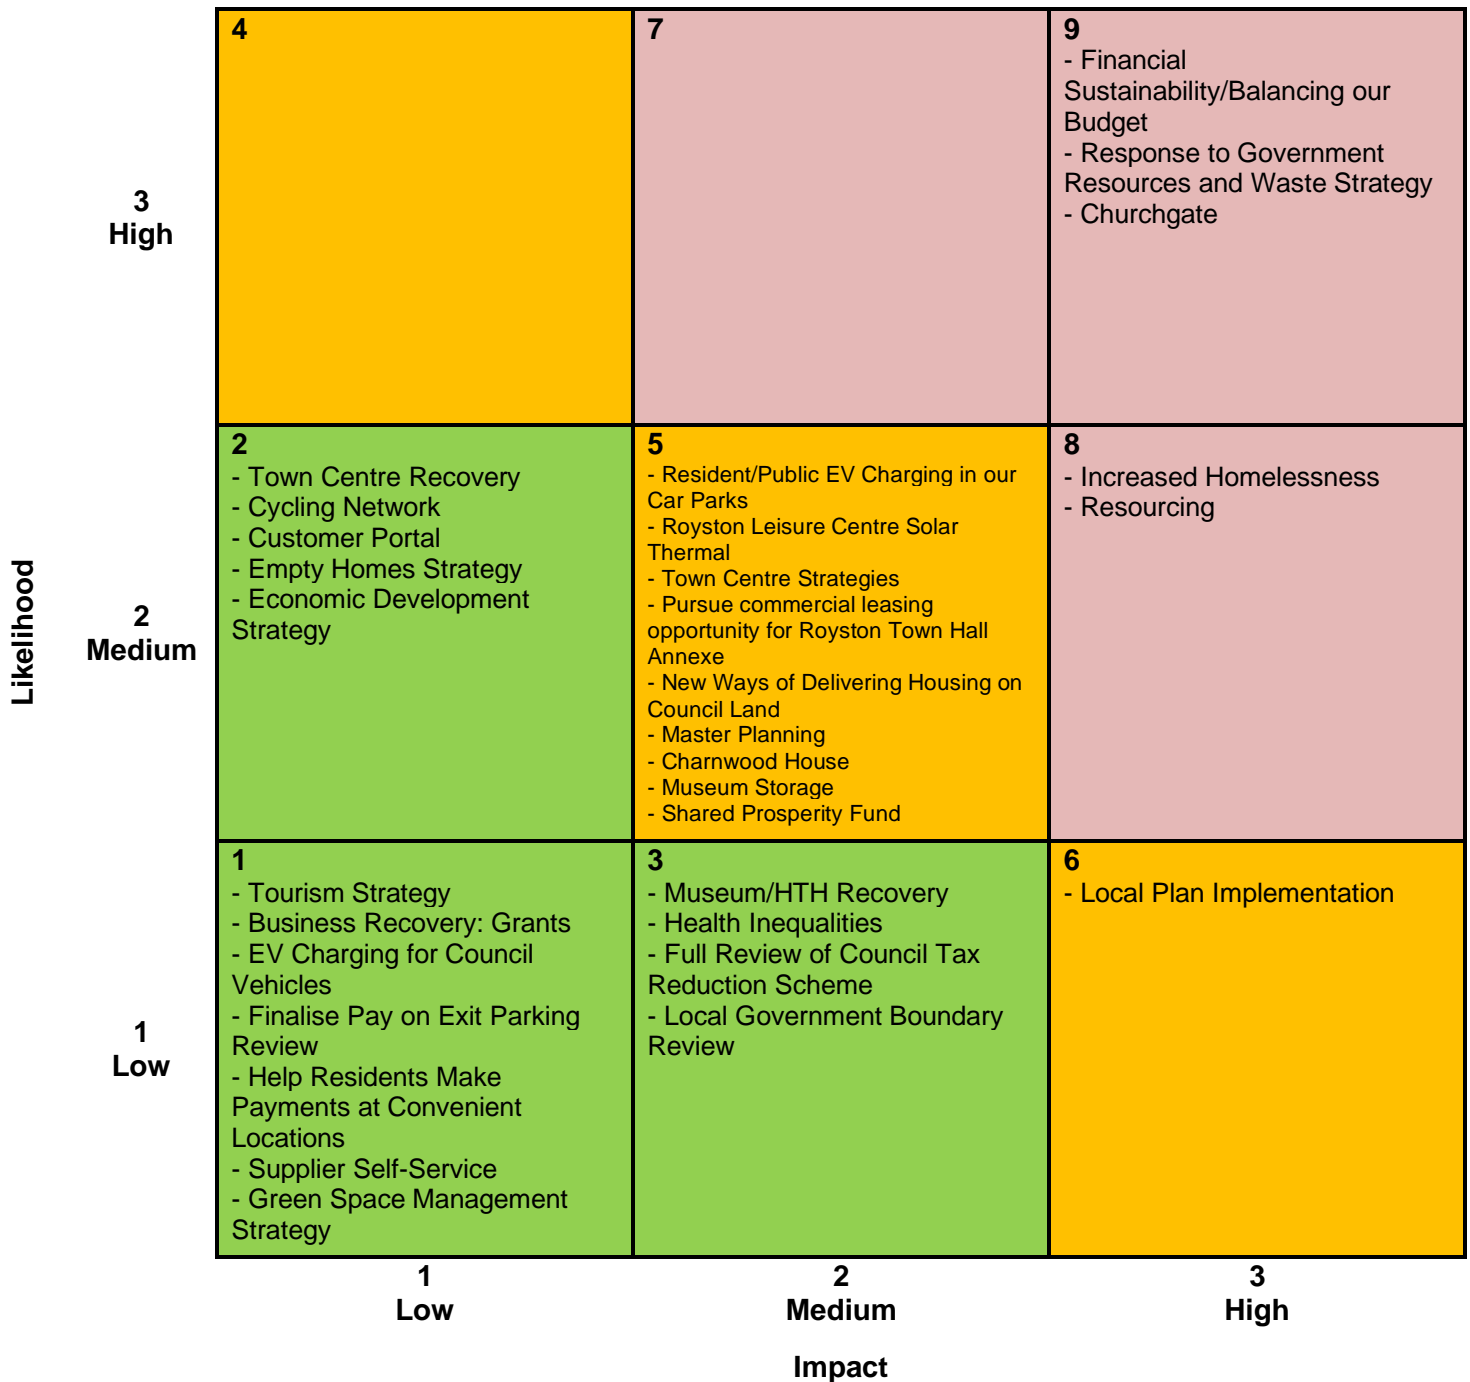 4
7
9
- Financial
Sustainability/Balancing our
Budget
- Response to Government
Resources and Waste Strategy
- Churchgate
3
High
2
- Town Centre Recovery
- Cycling Network
- Customer Portal
- Empty Homes Strategy
- Economic Development
Strategy
5
- Resident/Public EV Charging in our
Car Parks
- Royston Leisure Centre Solar
Thermal
- Town Centre Strategies
- Pursue commercial leasing
opportunity for Royston Town Hall
Annexe
- New Ways of Delivering Housing on
Council Land
- Master Planning
- Charnwood House
- Museum Storage
- Shared Prosperity Fund
8
- Increased Homelessness
- Resourcing
Likelihood
2
Medium
1
- Tourism Strategy
- Business Recovery: Grants
- EV Charging for Council
Vehicles
- Finalise Pay on Exit Parking
Review
- Help Residents Make
Payments at Convenient
Locations
- Supplier Self-Service
- Green Space Management
Strategy
3
- Museum/HTH Recovery
- Health Inequalities
- Full Review of Council Tax
Reduction Scheme
- Local Government Boundary
Review
6
- Local Plan Implementation
1
Low
1
Low
2
Medium
3
High
Impact